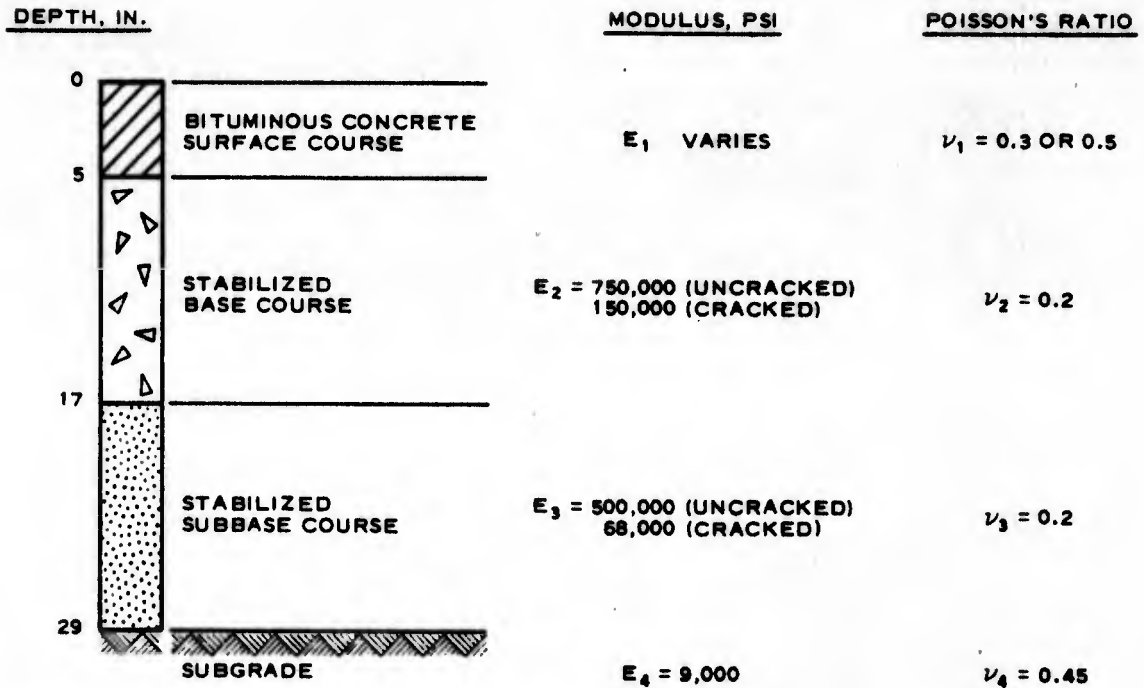 DEPTH, IN.
MODULUS, PSI
POISSON'S RATIO
0
BITUMINOUS CONCRETE
SURFACE COURSE
E₁ VARIES
ν₁ = 0.3 OR 0.5
5
STABILIZED
BASE COURSE
E₂ = 750,000 (UNCRACKED)
150,000 (CRACKED)
ν₂ = 0.2
17
STABILIZED
SUBBASE COURSE
E₃ = 500,000 (UNCRACKED)
68,000 (CRACKED)
ν₃ = 0.2
29
SUBGRADE
E₄ = 9,000
ν₄ = 0.45